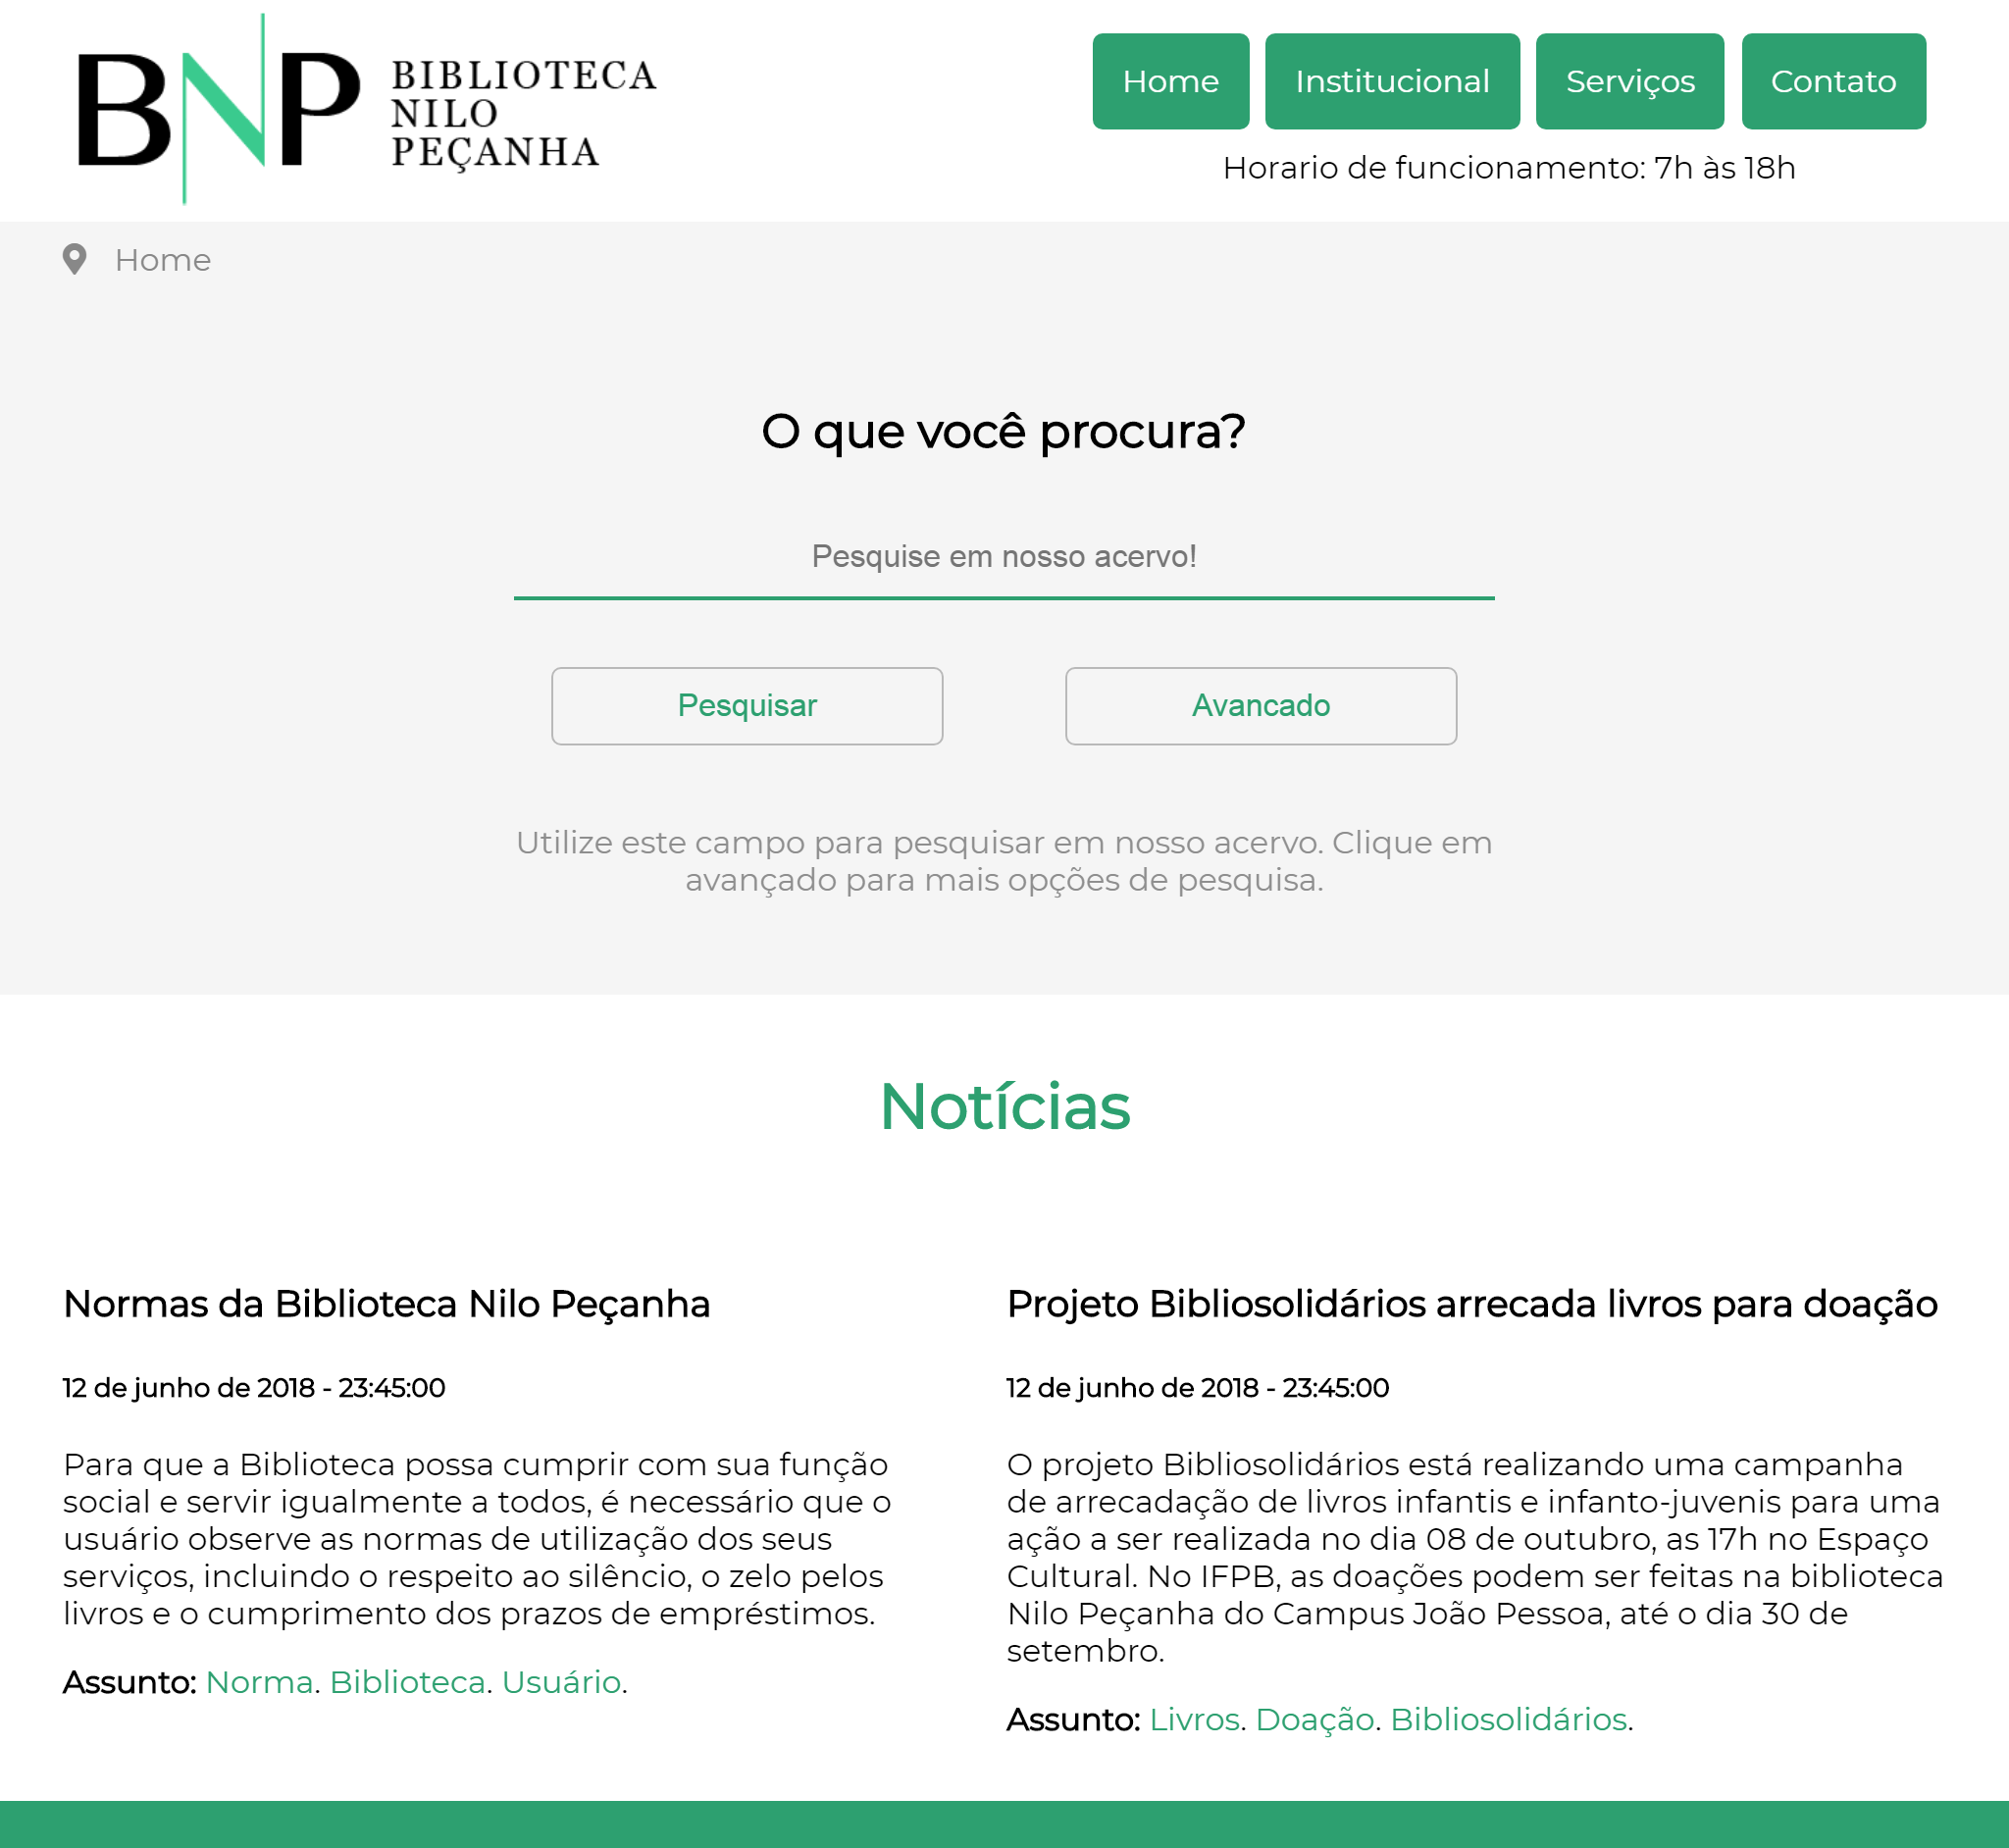 BNP
BIBLIOTECA
NILO
PEÇANHA
Home Institucional Serviços Contato
Horario de funcionamento: 7h às 18h
Home
O que você procura?
Pesquise em nosso acervo!
Pesquisar Avancado
Utilize este campo para pesquisar em nosso acervo. Clique em
avançado para mais opções de pesquisa.
Notícias
Normas da Biblioteca Nilo Peçanha
12 de junho de 2018 - 23:45:00
Para que a Biblioteca possa cumprir com sua função
social e servir igualmente a todos, é necessário que o
usuário observe as normas de utilização dos seus
serviços, incluindo o respeito ao silêncio, o zelo pelos
livros e o cumprimento dos prazos de empréstimos.
Assunto: Norma. Biblioteca. Usuário.
Projeto Bibliosolidários arrecada livros para doação
12 de junho de 2018 - 23:45:00
O projeto Bibliosolidários está realizando uma campanha
de arrecadação de livros infantis e infanto-juvenis para uma
ação a ser realizada no dia 08 de outubro, as 17h no Espaço
Cultural. No IFPB, as doações podem ser feitas na biblioteca
Nilo Peçanha do Campus João Pessoa, até o dia 30 de
setembro.
Assunto: Livros. Doação. Bibliosolidários.